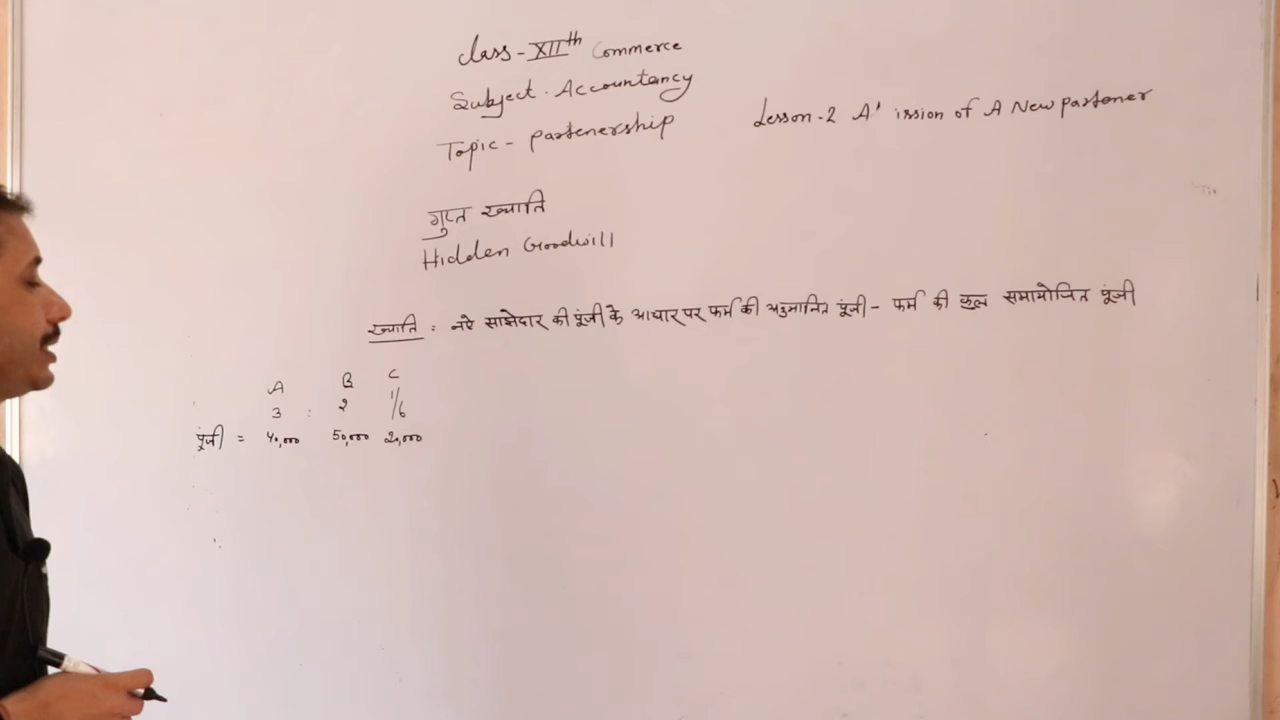 Class - XIIth Commerce
Subject. Accountancy
Topic - partenership
Lesson-2 A' ission of A New partener
गुप्त ख्याति
Hidden Goodwill
ख्याति : नऐ साझेदार की पूंजी के आधार पर फर्म की अनुमानित पूंजी - फर्म की कुल समायोजित पूंजी
A B C
3 : 2 1/6
पूंजी = 40,000 50,000 20,000